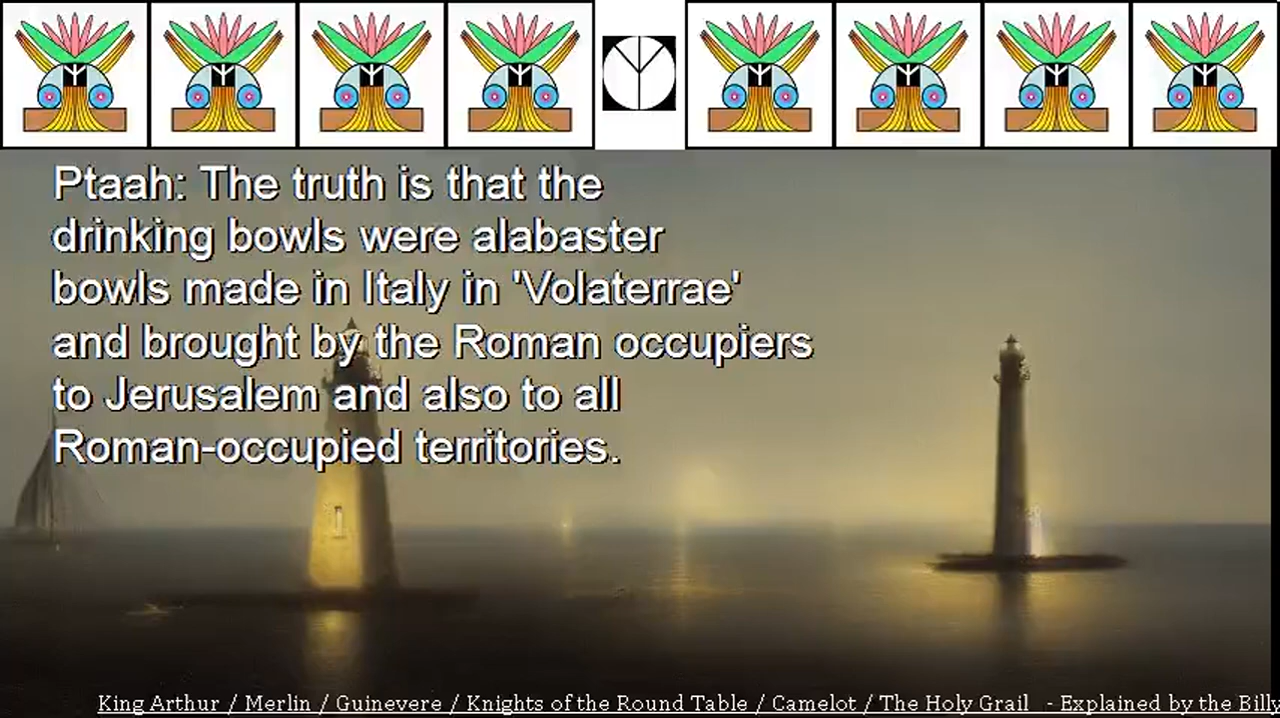 Ptaah: The truth is that the
drinking bowls were alabaster
bowls made in Italy in 'Volaterrae'
and brought by the Roman occupiers
to Jerusalem and also to all
Roman-occupied territories.
King Arthur / Merlin / Guinevere / Knights of the Round Table / Camelot / The Holy Grail - Explained by the Billy